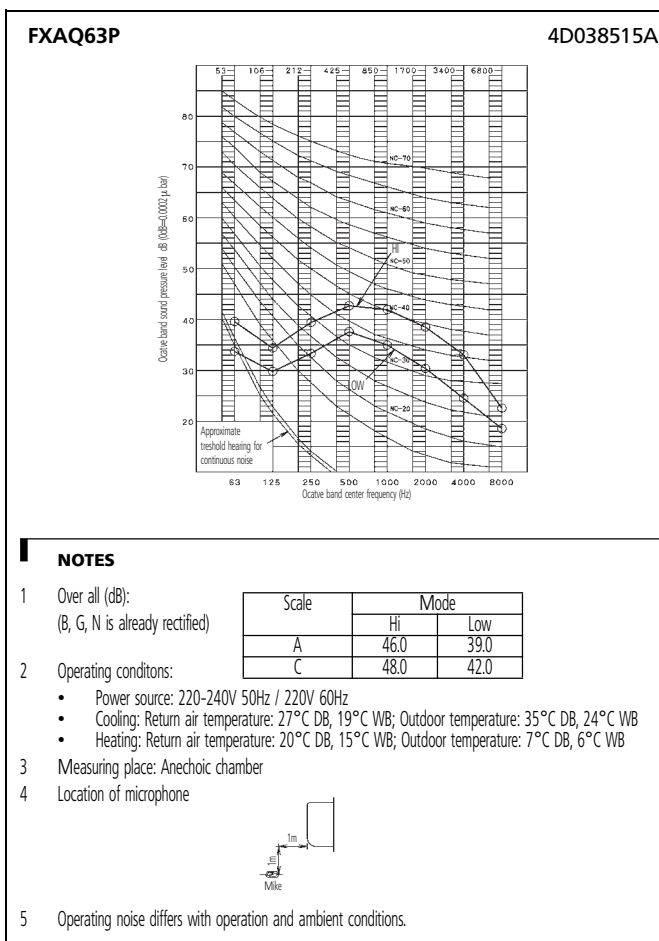 FXAQ63P 4D038515A
53 106 212 425 850 1700 3400 6800
80
70
60
50
40
30
20
NC-70
NC-60
HI
NC-50
NC-40
NC-30
LOW
NC-20
Ocatve band sound pressure level dB (0dB=0.0002 µ bar)
Approximate
treshold hearing for
continuous noise
63 125 250 500 1000 2000 4000 8000
Ocatve band center frequency (Hz)
NOTES
1 Over all (dB):
(B, G, N is already rectified)
Scale Mode
Hi Low
A 46.0 39.0
C 48.0 42.0
2 Operating conditons:
• Power source: 220-240V 50Hz / 220V 60Hz
• Cooling: Return air temperature: 27°C DB, 19°C WB; Outdoor temperature: 35°C DB, 24°C WB
• Heating: Return air temperature: 20°C DB, 15°C WB; Outdoor temperature: 7°C DB, 6°C WB
3 Measuring place: Anechoic chamber
4 Location of microphone
1m
1m
Mike
5 Operating noise differs with operation and ambient conditions.